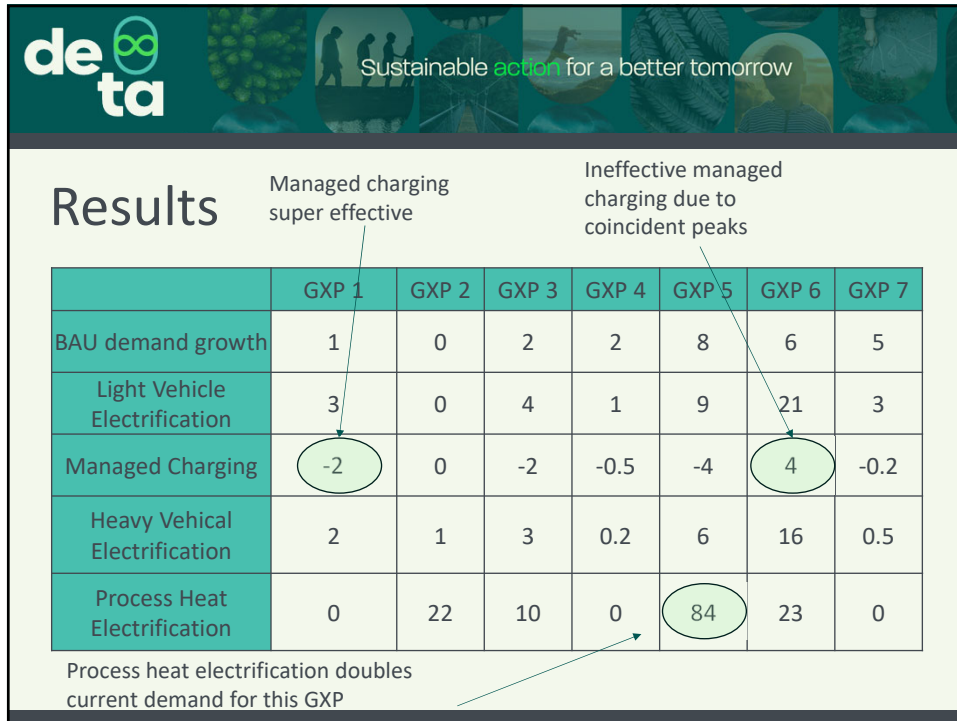 de
ta
Sustainable action for a better tomorrow
Results
Managed charging
super effective
Ineffective managed
charging due to
coincident peaks
GXP 1 GXP 2 GXP 3 GXP 4 GXP 5 GXP 6 GXP 7
BAU demand growth 1 0 2 2 8 6 5
Light Vehicle
Electrification 3 0 4 1 9 21 3
Managed Charging -2 0 -2 -0.5 -4 4 -0.2
Heavy Vehical
Electrification 2 1 3 0.2 6 16 0.5
Process Heat
Electrification 0 22 10 0 84 23 0
Process heat electrification doubles
current demand for this GXP